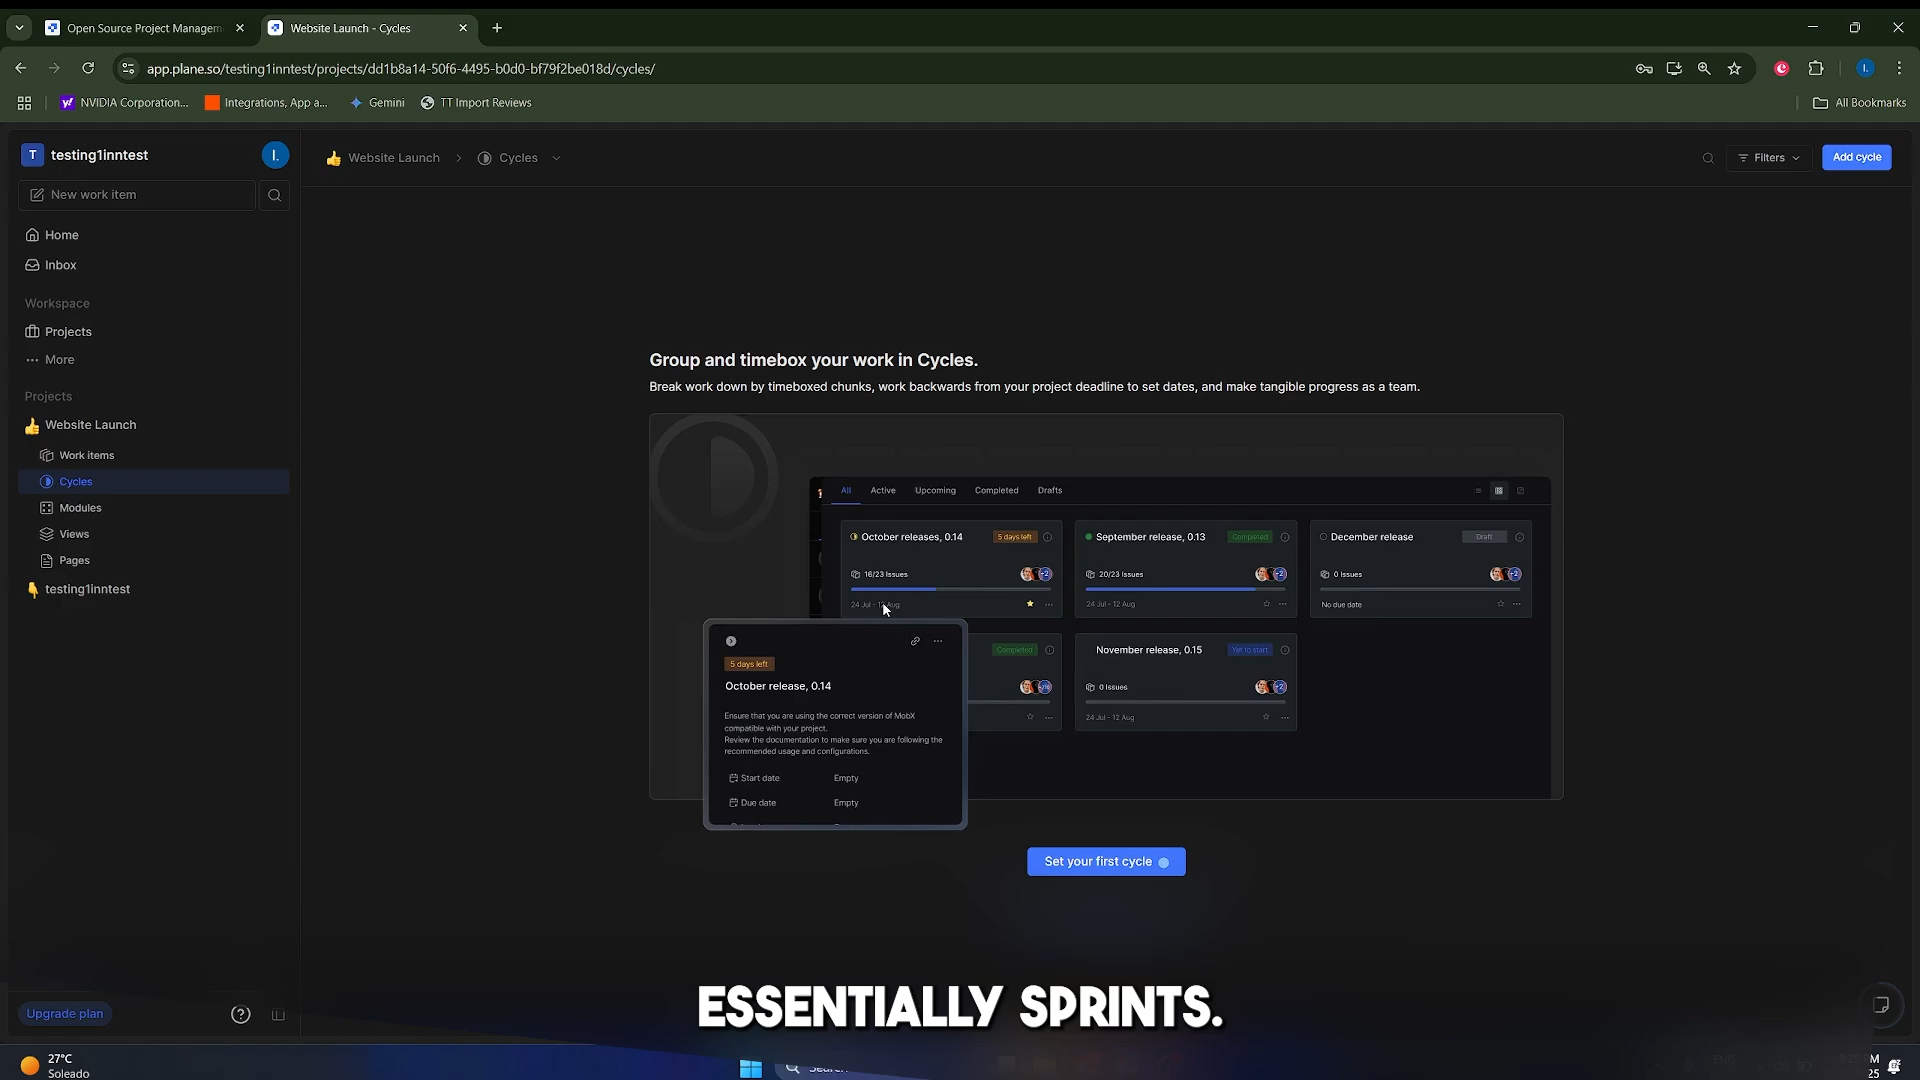 Open Source Project Managem
Website Launch - Cycles
app.plane.so/testing1inntest/projects/dd1b8a14-50f6-4495-b0d0-bf79f2be018d/cycles/
NVIDIA Corporation...
Integrations, App a...
Gemini
TT Import Reviews
All Bookmarks
T testing1inntest
I.
Website Launch
Cycles
Filters
Add cycle
New work item
Home
Inbox
Workspace
Projects
More
Projects
Website Launch
Work items
Cycles
Modules
Views
Pages
testing1inntest
Group and timebox your work in Cycles.
Break work down by timeboxed chunks, work backwards from your project deadline to set dates, and make tangible progress as a team.
All Active Upcoming Completed Drafts
October releases, 0.14 5 days left
16/23 Issues +2
24 Jul - 12 Aug
September release, 0.13 Completed
20/23 Issues +2
24 Jul - 12 Aug
December release Draft
0 Issues +2
No due date
Completed
November release, 0.15 Yet to start
0 Issues +2
24 Jul - 12 Aug
5 days left
October release, 0.14
Ensure that you are using the correct version of MobX
compatible with your project.
Review the documentation to make sure you are following the
recommended usage and configurations.
Start date Empty
Due date Empty
Set your first cycle
ESSENTIALLY SPRINTS.
Upgrade plan
27°C
Soleado